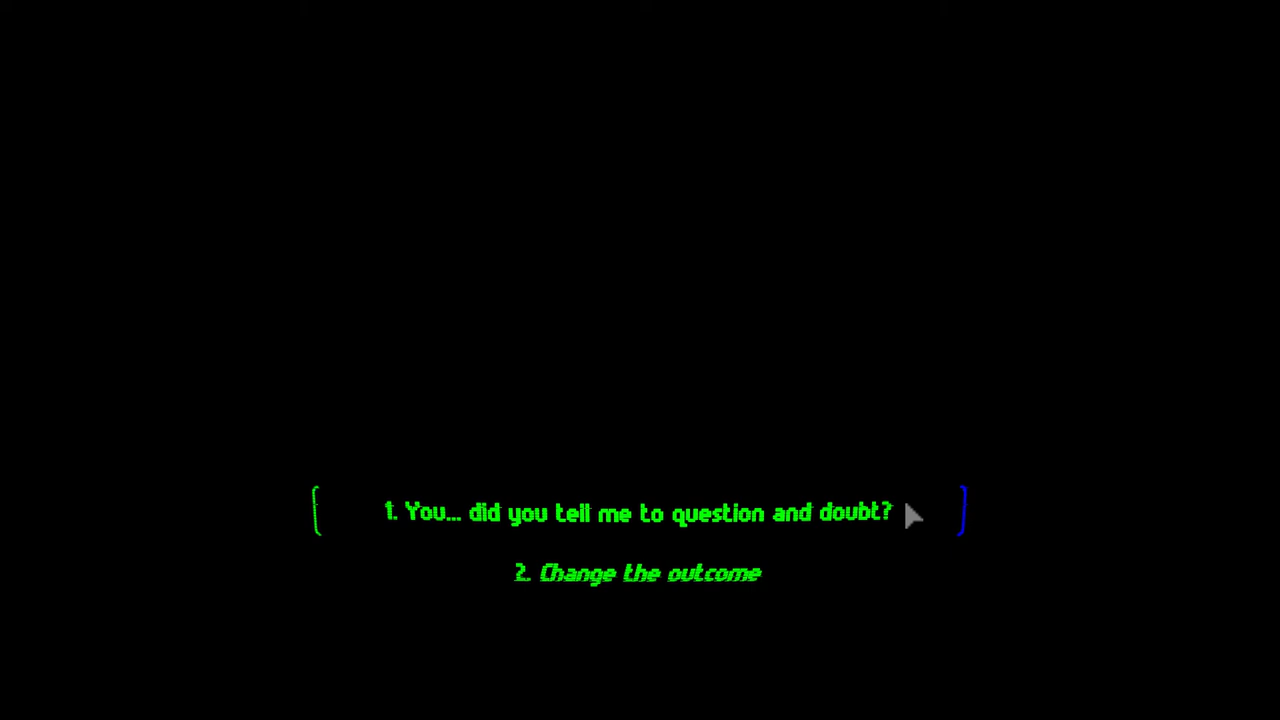 1. You... did you tell me to question and doubt?
2. Change the outcome